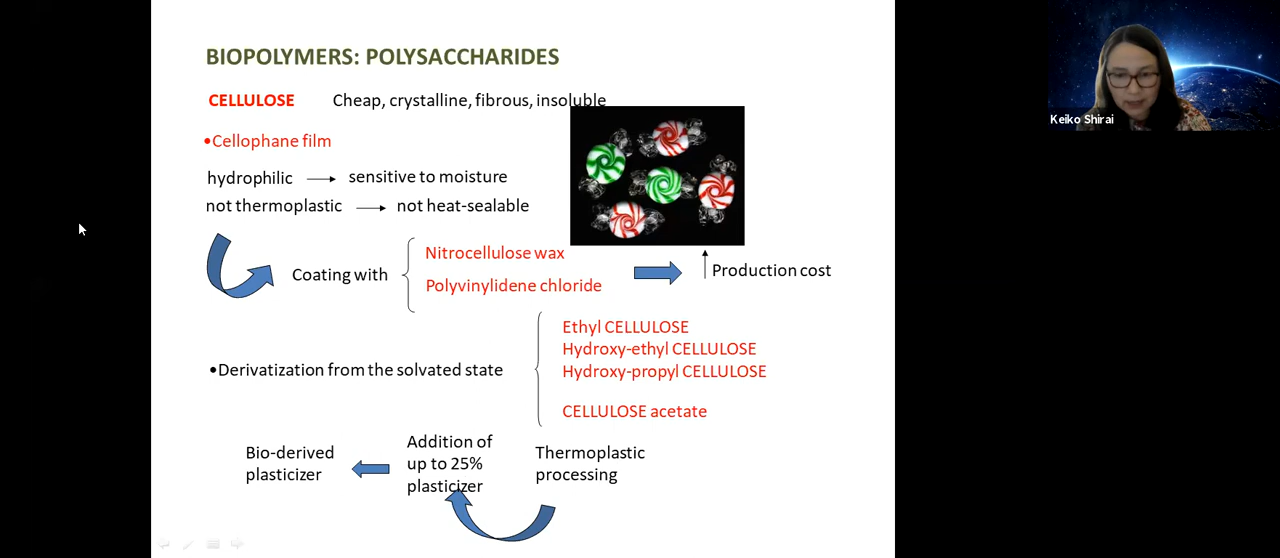 BIOPOLYMERS: POLYSACCHARIDES
CELLULOSE Cheap, crystalline, fibrous, insoluble
•Cellophane film
hydrophilic sensitive to moisture
not thermoplastic not heat-sealable
Coating with
Nitrocellulose wax
Polyvinylidene chloride
Production cost
•Derivatization from the solvated state
Ethyl CELLULOSE
Hydroxy-ethyl CELLULOSE
Hydroxy-propyl CELLULOSE
CELLULOSE acetate
Bio-derived
plasticizer
Addition of
up to 25%
plasticizer
Thermoplastic
processing
Keiko Shirai